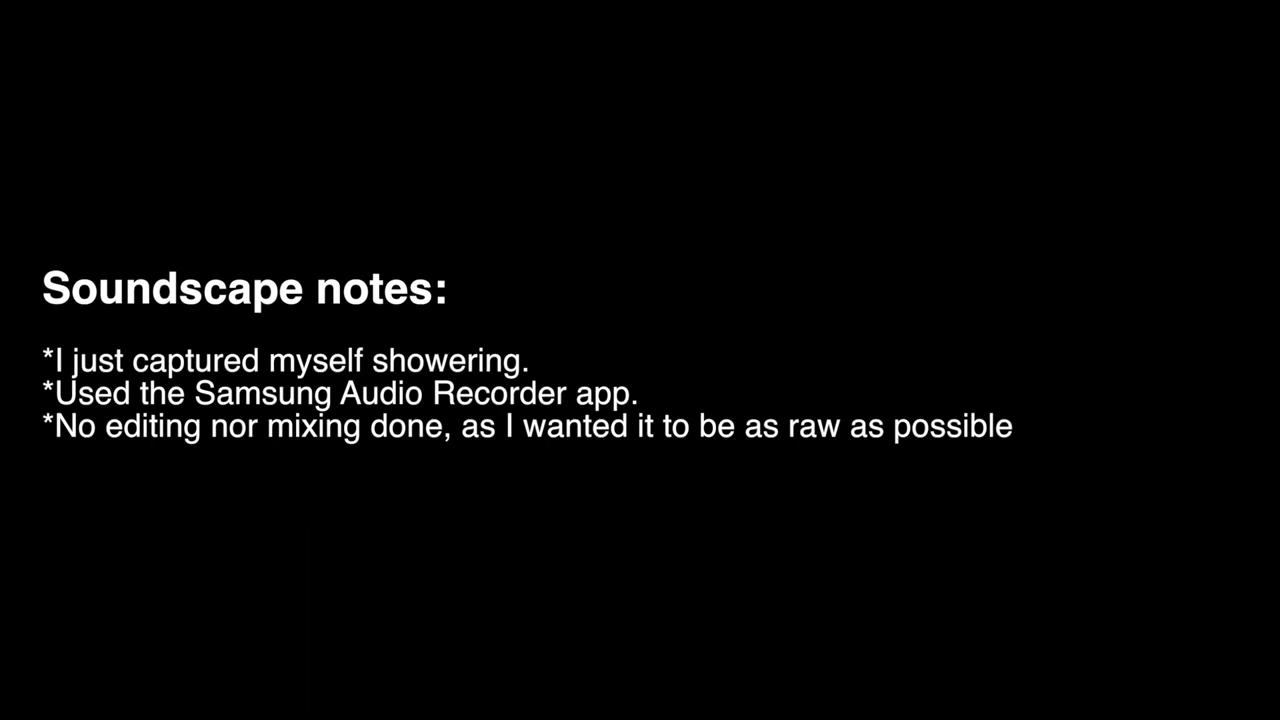 Soundscape notes:
*I just captured myself showering.
*Used the Samsung Audio Recorder app.
*No editing nor mixing done, as I wanted it to be as raw as possible